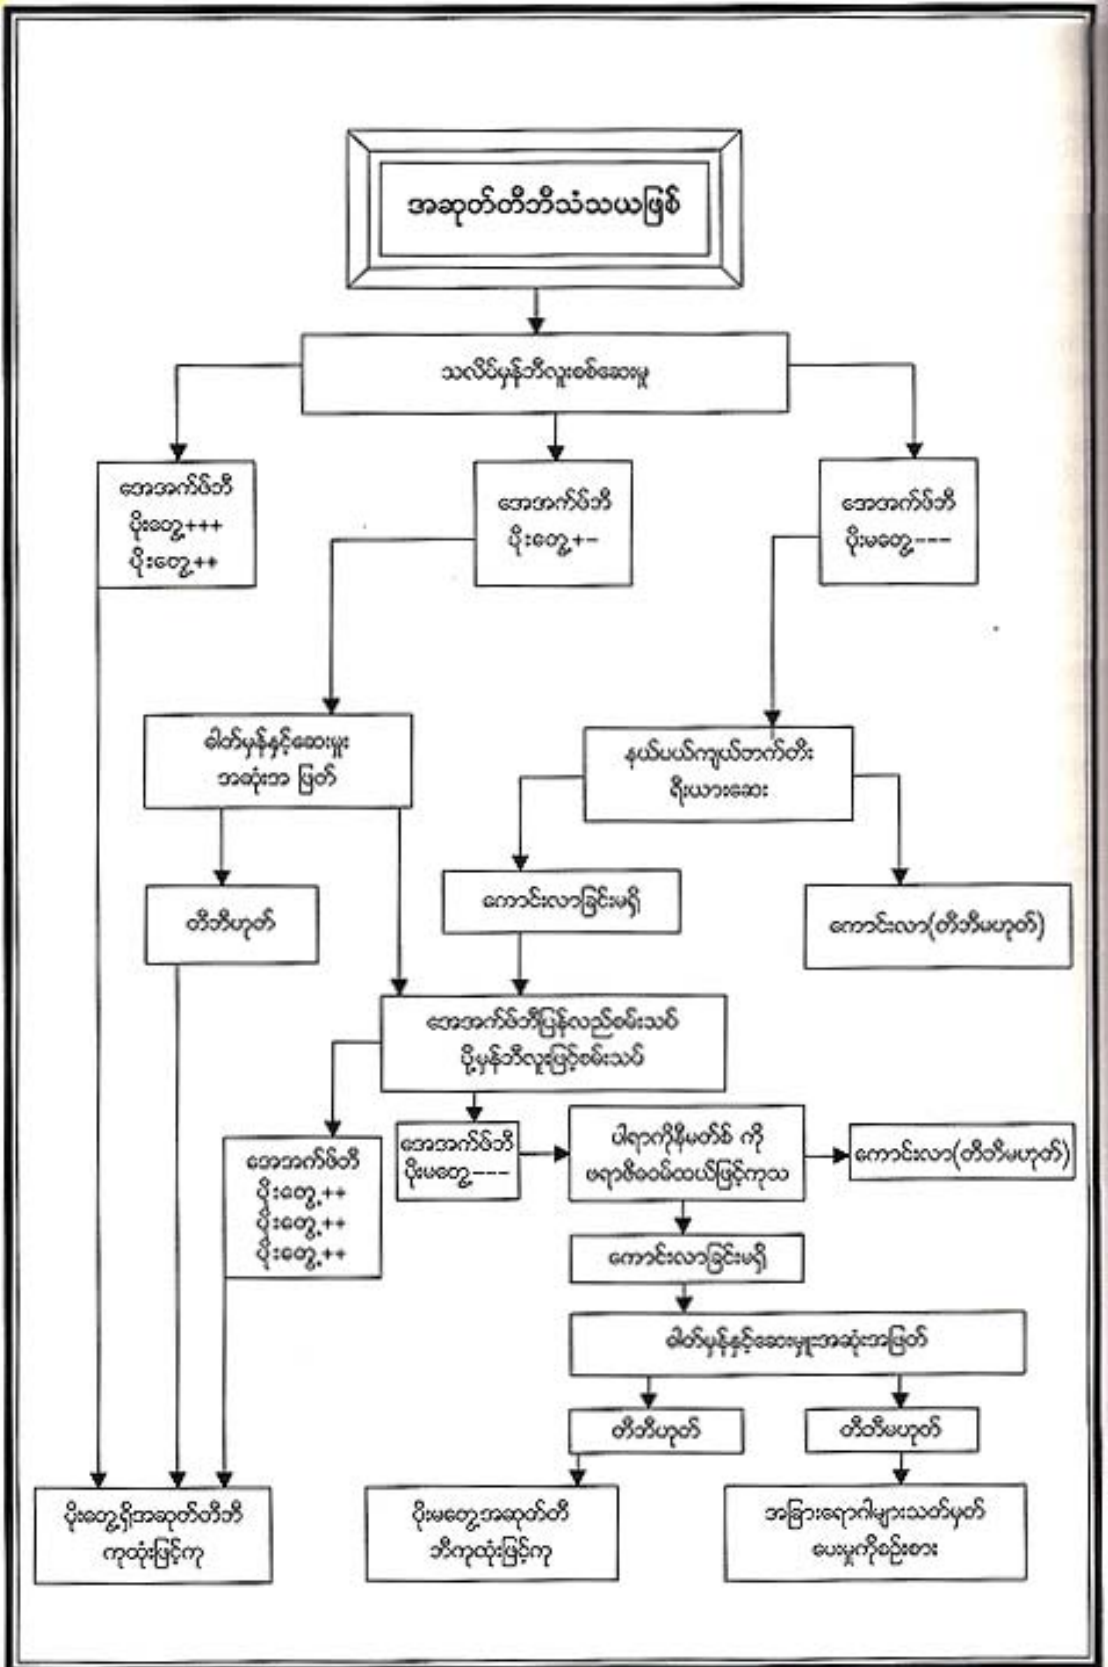 အဆုတ်တီဘီသံသယဖြစ်
သလိပ်မှန်ဘီလူးစစ်ဆေးမှု
အေအက်ဖ်ဘီ
ပိုးတွေ့+++
ပိုးတွေ့++
အေအက်ဖ်ဘီ
ပိုးတွေ့+-
အေအက်ဖ်ဘီ
ပိုးမတွေ့---
ဓါတ်မှန်နှင့်ဆေးမှူး
အဆုံးအ ဖြတ်
နယ်ပယ်ကျယ်ဘက်တီး
ရီးယားဆေး
တီဘီဟုတ်
ကောင်းလာခြင်းမရှိ
ကောင်းလာ(တီဘီမဟုတ်)
အေအက်ဖ်ဘီပြန်လည်စမ်းသပ်
ပို့မှန်ဘီလူးဖြင့်စမ်းသပ်
အေအက်ဖ်တီ
ပိုးတွေ့++
ပိုးတွေ့++
ပိုးတွေ့++
အေအက်ဖ်ဘီ
ပိုးမတွေ့---
ပါရာကိုနီမတ်စ် ကို
ဗရာဇီဝမ်ထယ်ဖြင့်ကုသ
ကောင်းလာ(တီဘီမဟုတ်)
ကောင်းလာခြင်းမရှိ
ဓါတ်မှန်နှင့်ဆေးမှူးအဆုံးအဖြတ်
တီဘီဟုတ်
တီဘီမဟုတ်
ပိုးတွေ့ရှိအဆုတ်တီဘီ
ကုထုံးဖြင့်ကု
ပိုးမတွေ့အဆုတ်တီ
ဘီကုထုံးဖြင့်ကု
အခြားရောဂါများသတ်မှတ်
ပေးမှုကိုစဉ်းစား